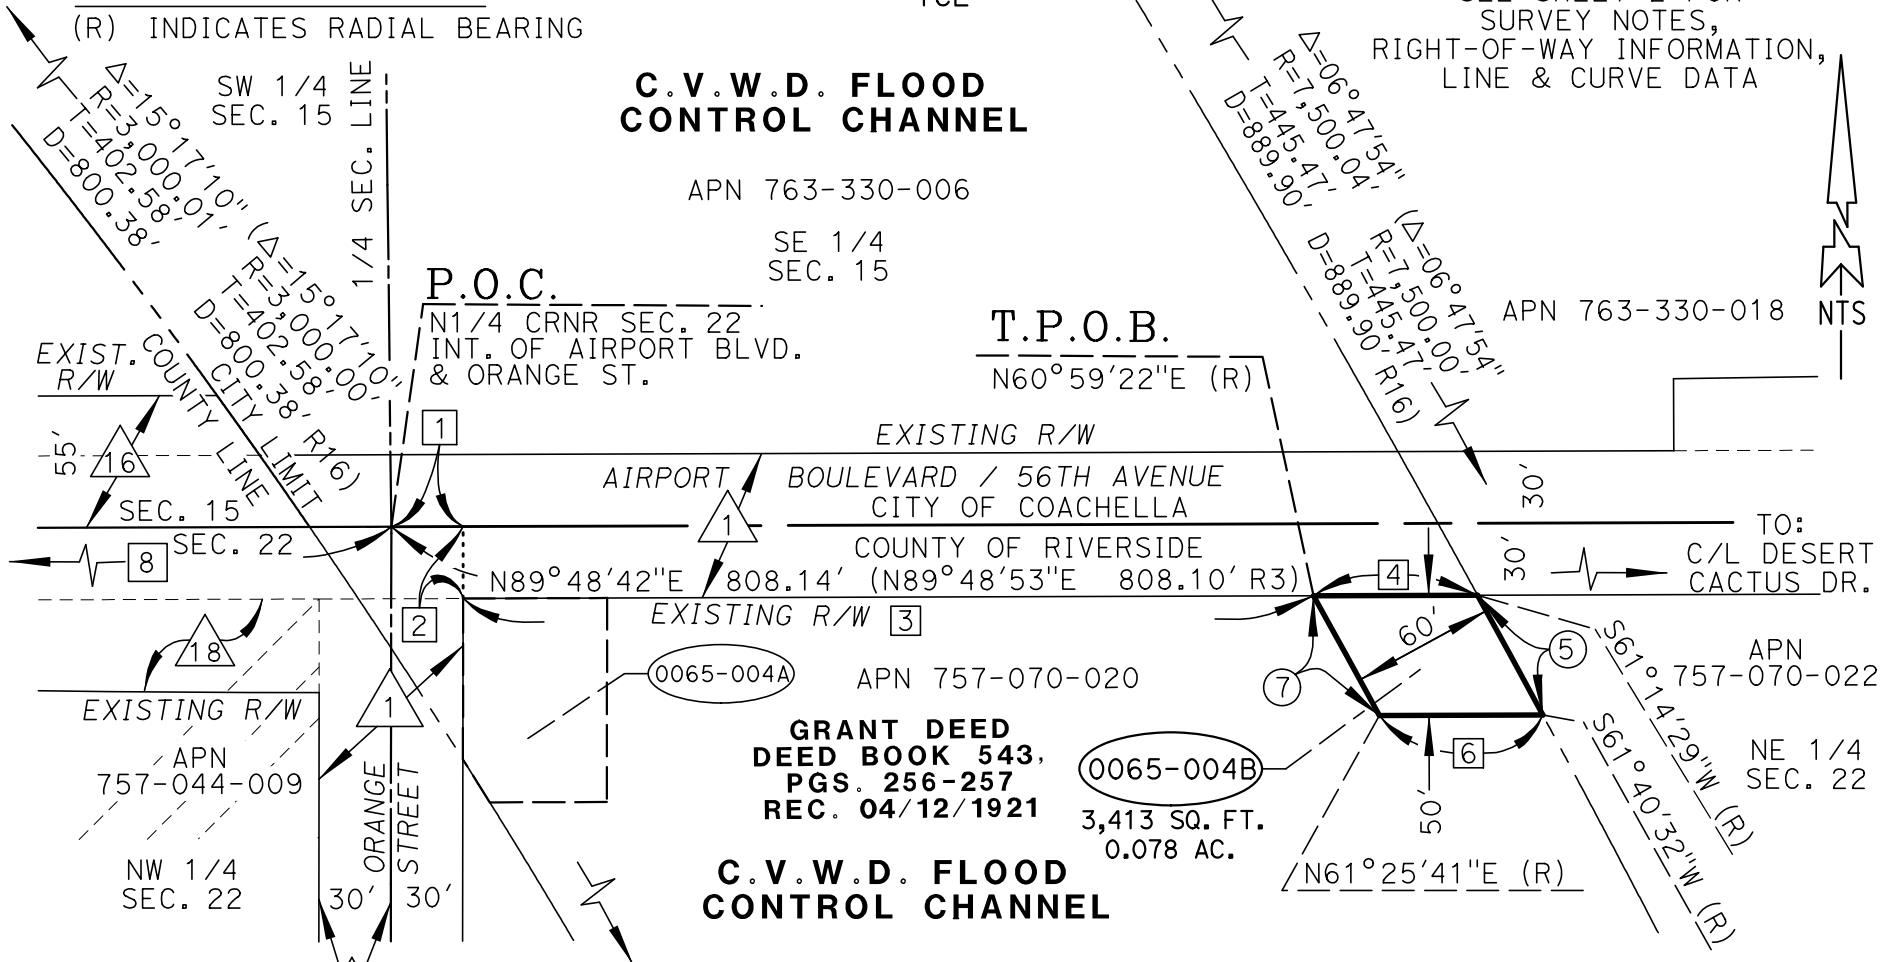 (R) INDICATES RADIAL BEARING
SURVEY NOTES,
RIGHT-OF-WAY INFORMATION,
LINE & CURVE DATA
SW 1/4
SEC. 15
1/4 SEC. LINE
C.V.W.D. FLOOD
CONTROL CHANNEL
APN 763-330-006
SE 1/4
SEC. 15
Δ=15°17'10"
R=3,000.01'
T=402.58'
D=800.38'
(Δ=15°17'10"
R=3,000.00'
T=402.58'
D=800.38' R16)
Δ=06°47'54"
R=7,500.04'
T=445.47'
D=889.90'
(Δ=06°47'54"
R=7,500.00'
T=445.47'
D=889.90' R16)
APN 763-330-018
NTS
P.O.C.
N1/4 CRNR SEC. 22
INT. OF AIRPORT BLVD.
& ORANGE ST.
T.P.O.B.
N60°59'22"E (R)
EXIST.
R/W
COUNTY LINE
CITY LIMIT
55'
16
1
EXISTING R/W
AIRPORT BOULEVARD / 56TH AVENUE
CITY OF COACHELLA
1
30'
SEC. 15
SEC. 22
8
COUNTY OF RIVERSIDE
N89°48'42"E 808.14' (N89°48'53"E 808.10' R3)
4
30'
TO:
C/L DESERT
CACTUS DR.
2
EXISTING R/W
3
18
60'
5
7
0065-004A
APN 757-070-020
APN
757-070-022
EXISTING R/W
1
S61°14'29"W (R)
S61°40'32"W (R)
APN
757-044-009
GRANT DEED
DEED BOOK 543,
PGS. 256-257
REC. 04/12/1921
0065-004B
3,413 SQ. FT.
0.078 AC.
6
50'
NE 1/4
SEC. 22
ORANGE
STREET
NW 1/4
SEC. 22
30'
30'
C.V.W.D. FLOOD
CONTROL CHANNEL
N61°25'41"E (R)